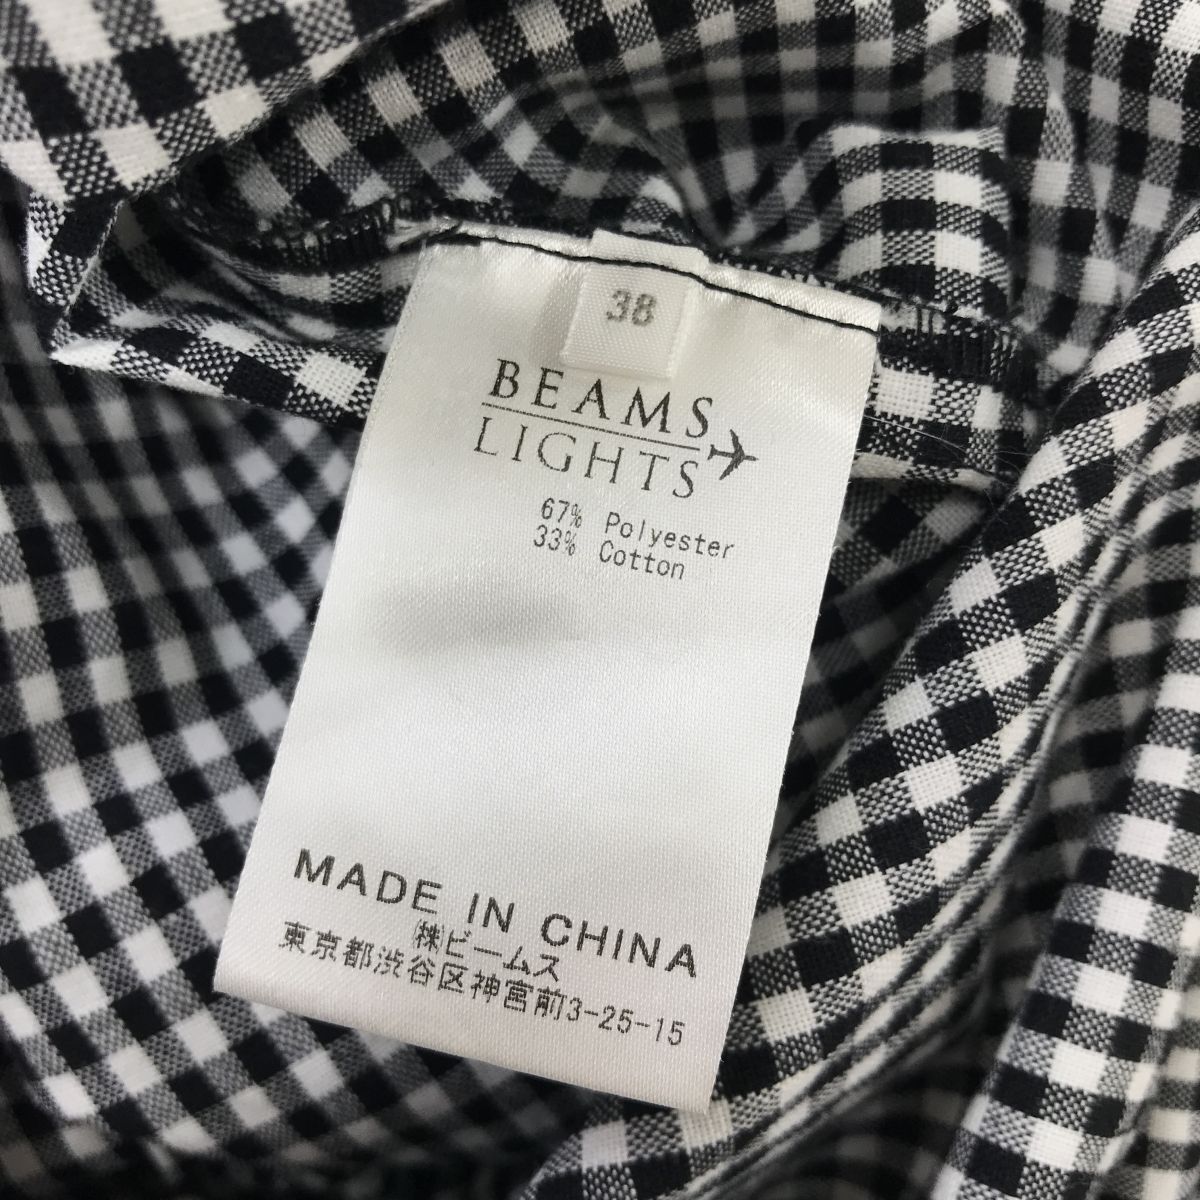 38
BEAMS
LIGHTS
67% Polyester
33% Cotton
MADE IN CHINA
㈱ビームス
東京都渋谷区神宮前3-25-15